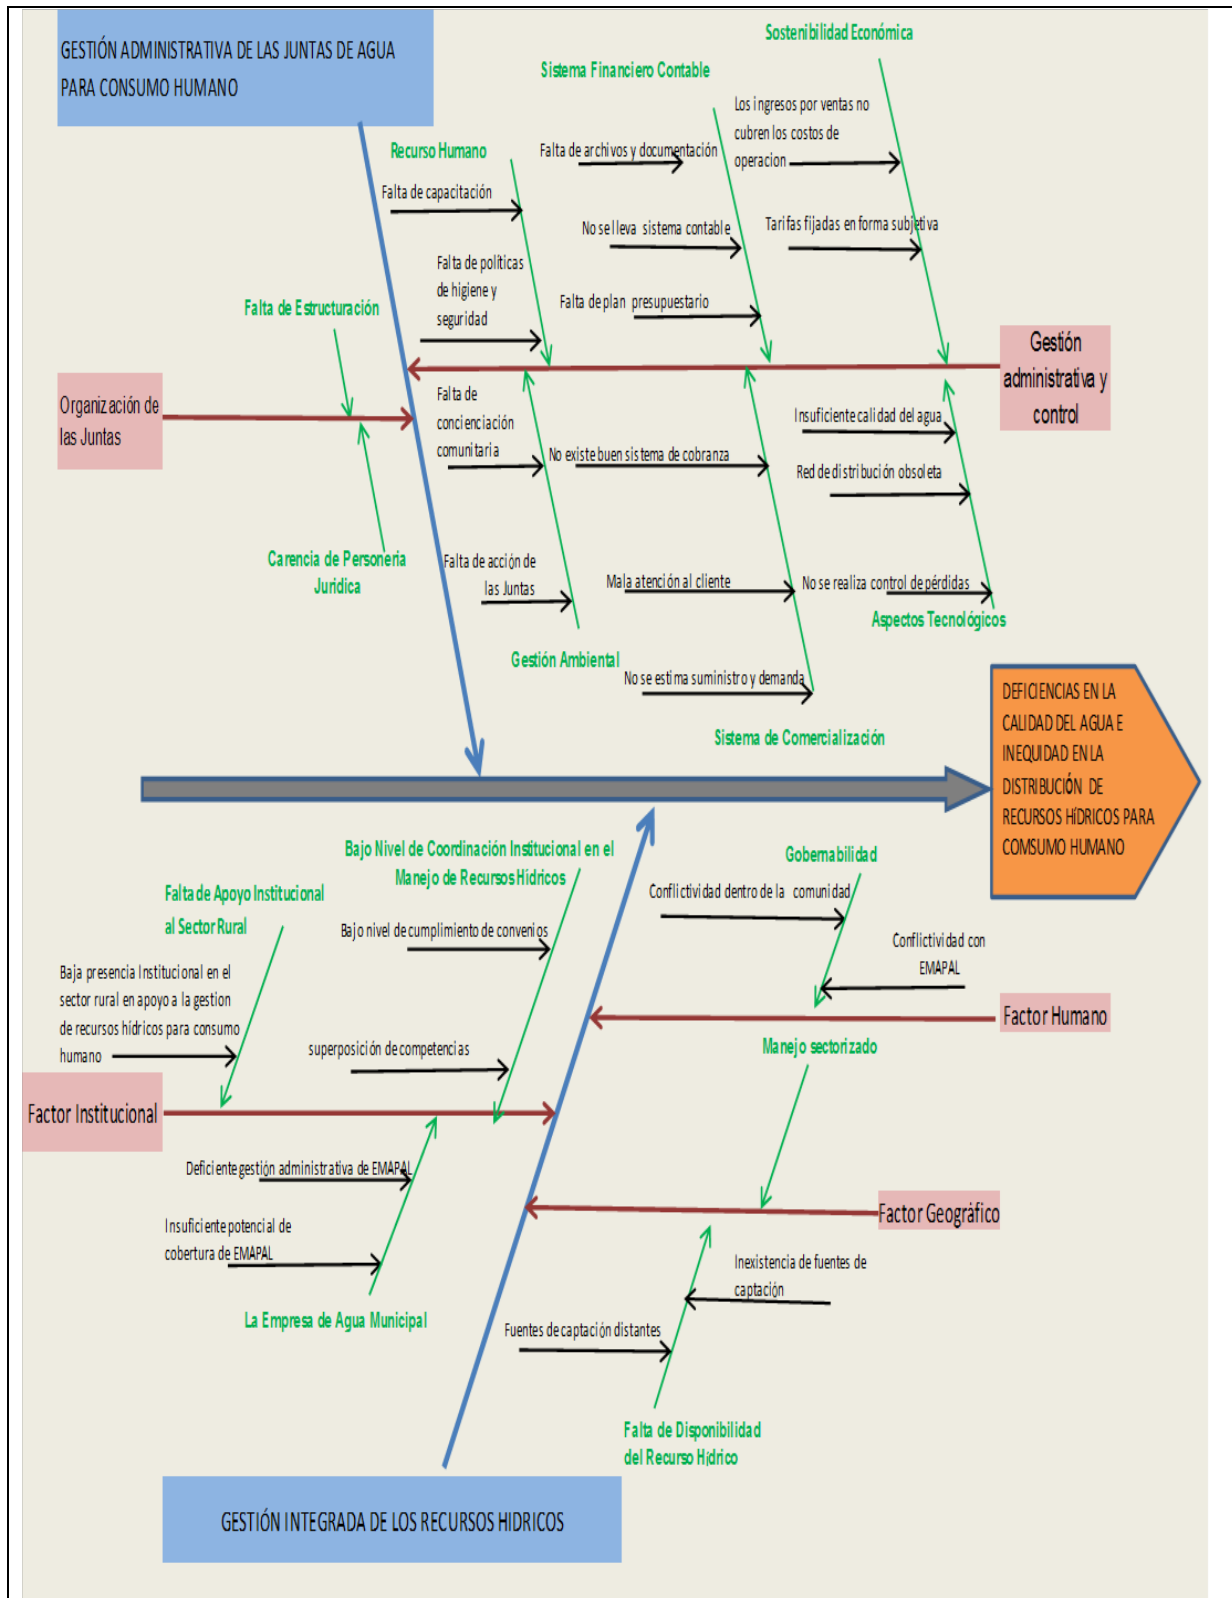 GESTIÓN ADMINISTRATIVA DE LAS JUNTAS DE AGUA
PARA CONSUMO HUMANO
Sostenibilidad Económica
Sistema Financiero Contable
Los ingresos por ventas no
cubren los costos de
operacion
Recurso Humano
Falta de archivos y documentación
Falta de capacitación
No se lleva sistema contable
Tarifas fijadas en forma subjetiva
Falta de políticas
de higiene y
seguridad
Falta de plan presupuestario
Falta de Estructuración
Gestión
administrativa y
control
Organización de
las Juntas
Falta de
concienciación
comunitaria
Insuficiente calidad del agua
No existe buen sistema de cobranza
Red de distribución obsoleta
Carencia de Personeria
Juridica
Falta de acción de
las Juntas
Mala atención al cliente
No se realiza control de pérdidas
Aspectos Tecnológicos
Gestión Ambiental
No se estima suministro y demanda
Sistema de Comercialización
DEFICIENCIAS EN LA
CALIDAD DEL AGUA E
INEQUIDAD EN LA
DISTRIBUCIÓN DE
RECURSOS HÍDRICOS PARA
COMSUMO HUMANO
Bajo Nivel de Coordinación Institucional en el
Manejo de Recursos Hídricos
Gobernabilidad
Falta de Apoyo Institucional
al Sector Rural
Conflictividad dentro de la comunidad
Bajo nivel de cumplimiento de convenios
Conflictividad con
EMAPAL
Baja presencia Institucional en el
sector rural en apoyo a la gestion
de recursos hídricos para consumo
humano
Factor Humano
superposición de competencias
Manejo sectorizado
Factor Institucional
Deficiente gestión administrativa de EMAPAL
Insuficiente potencial de
cobertura de EMAPAL
Factor Geográfico
Inexistencia de fuentes de
captación
La Empresa de Agua Municipal
Fuentes de captación distantes
Falta de Disponibilidad
del Recurso Hídrico
GESTIÓN INTEGRADA DE LOS RECURSOS HIDRICOS